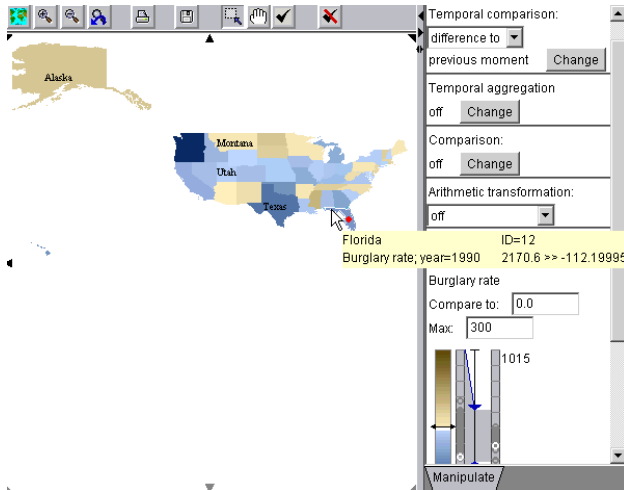 Temporal comparison:
difference to
previous moment Change
Temporal aggregation
off Change
Comparison:
off Change
Arithmetic transformation:
off
Alaska
Montana
Utah
Texas
Florida ID=12
Burglary rate; year=1990 2170.6 >> -112.19995
Burglary rate
Compare to: 0.0
Max: 300
1015
Manipulate